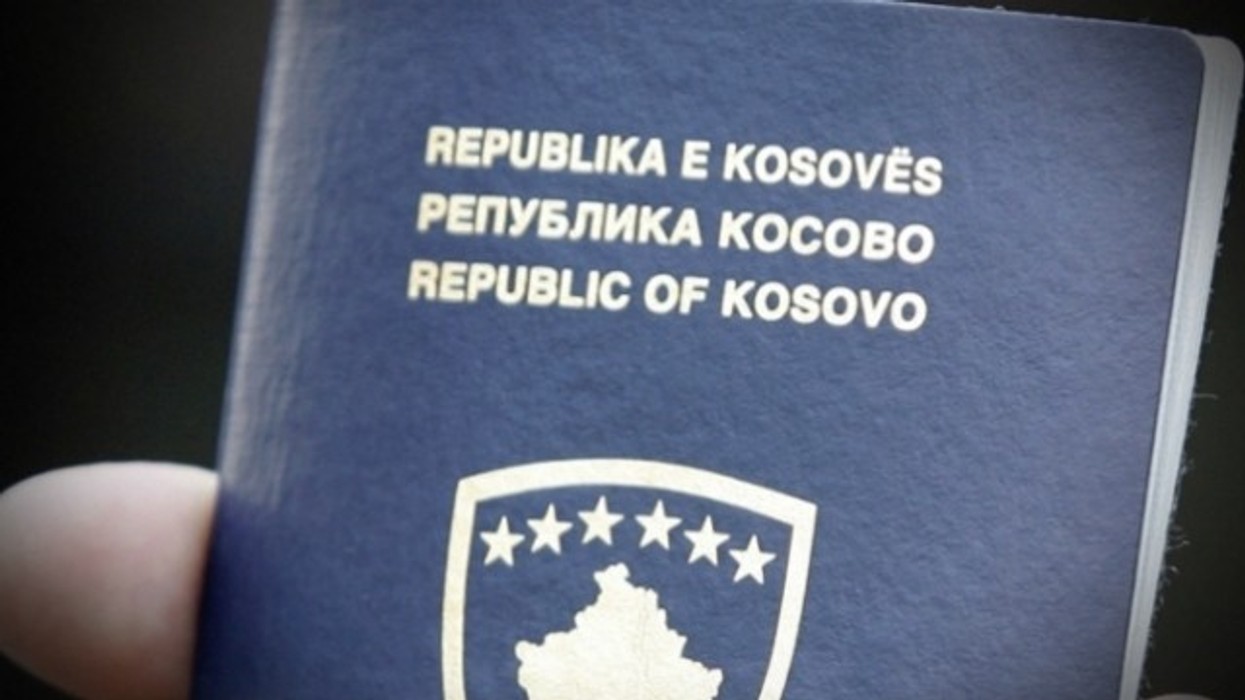 REPUBLIKA E KOSOVËS
РЕПУБЛИКА КОСОВО
REPUBLIC OF KOSOVO